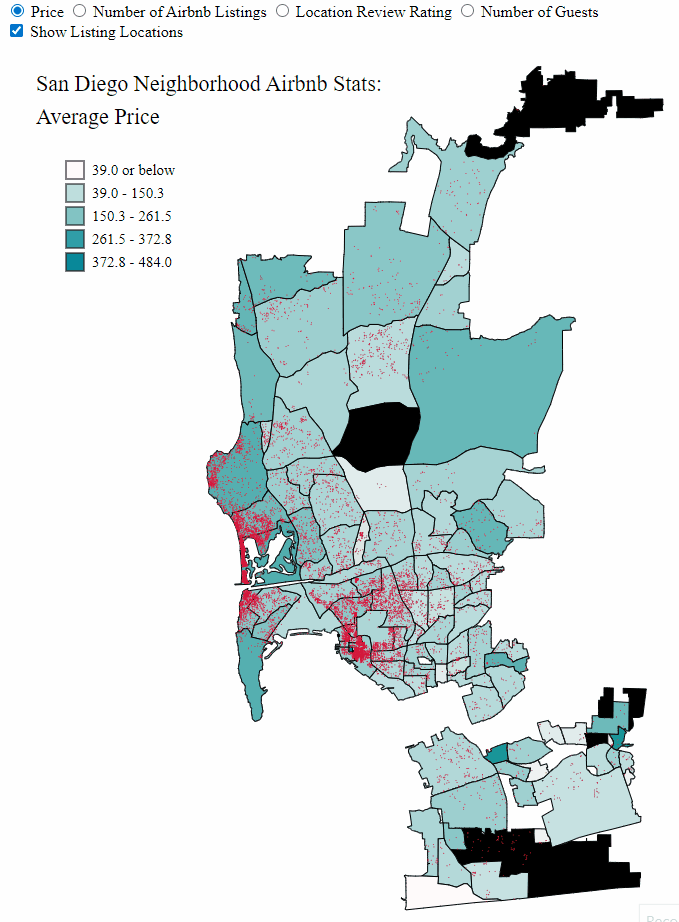 Price Number of Airbnb Listings Location Review Rating Number of Guests
Show Listing Locations
San Diego Neighborhood Airbnb Stats:
Average Price
39.0 or below
39.0 - 150.3
150.3 - 261.5
261.5 - 372.8
372.8 - 484.0